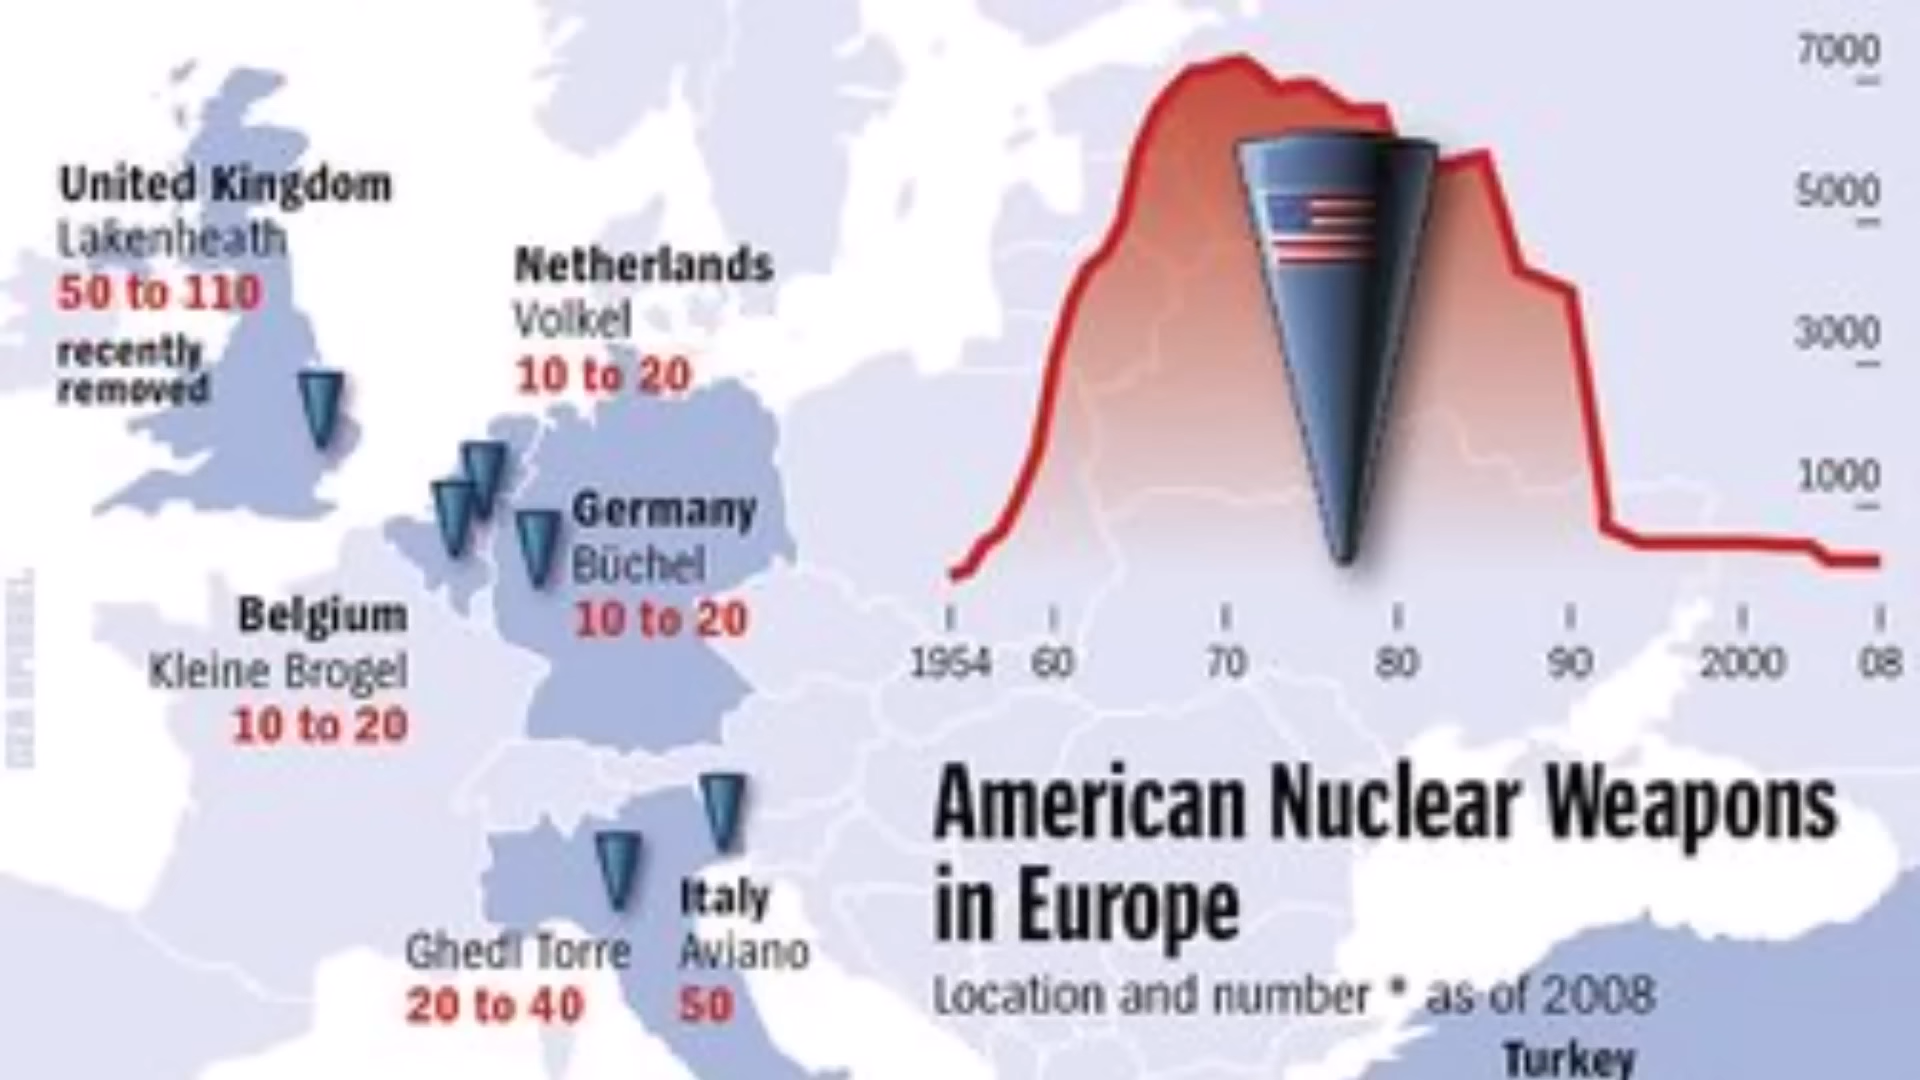 United Kingdom
Lakenheath
50 to 110
recently
removed
Netherlands
Volkel
10 to 20
Germany
Büchel
10 to 20
Belgium
Kleine Brogel
10 to 20
Italy
Ghedi Torre
20 to 40
Aviano
50
7000
5000
3000
1000
1954 60 70 80 90 2000 08
American Nuclear Weapons
in Europe
Location and number * as of 2008
Turkey
DER SPIEGEL